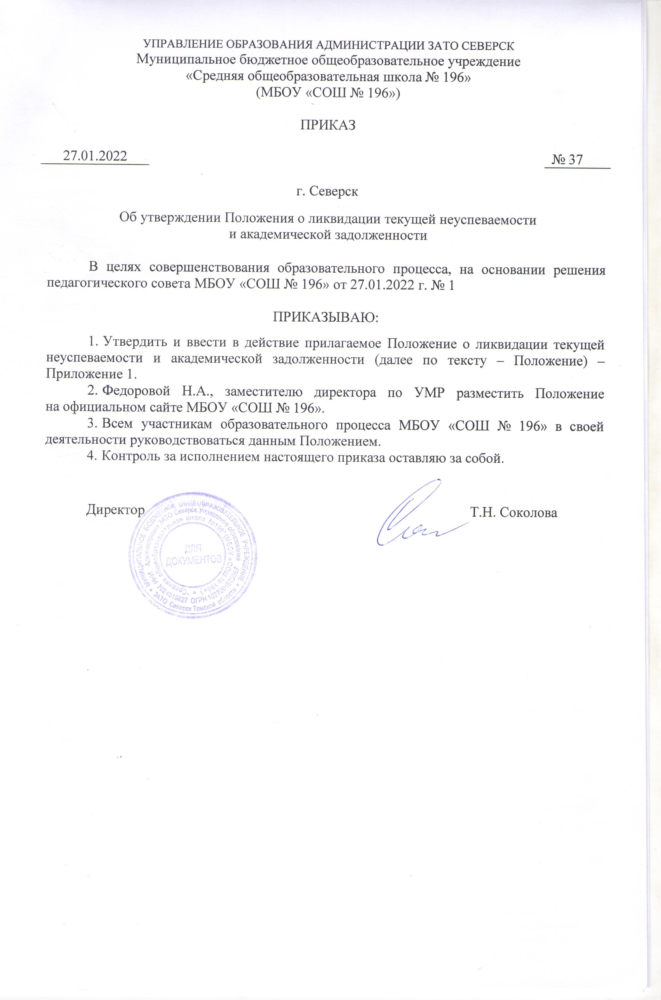 УПРАВЛЕНИЕ ОБРАЗОВАНИЯ АДМИНИСТРАЦИИ ЗАТО СЕВЕРСК
Муниципальное бюджетное общеобразовательное учреждение
«Средняя общеобразовательная школа № 196»
(МБОУ «СОШ № 196»)
ПРИКАЗ
27.01.2022
№ 37
г. Северск
Об утверждении Положения о ликвидации текущей неуспеваемости
и академической задолженности
В целях совершенствования образовательного процесса, на основании решения
педагогического совета МБОУ «СОШ № 196» от 27.01.2022 г. № 1
ПРИКАЗЫВАЮ:
1. Утвердить и ввести в действие прилагаемое Положение о ликвидации текущей
неуспеваемости и академической задолженности (далее по тексту – Положение) –
Приложение 1.
2. Федоровой Н.А., заместителю директора по УМР разместить Положение
на официальном сайте МБОУ «СОШ № 196».
3. Всем участникам образовательного процесса МБОУ «СОШ № 196» в своей
деятельности руководствоваться данным Положением.
4. Контроль за исполнением настоящего приказа оставляю за собой.
Директор
Т.Н. Соколова
МУНИЦИПАЛЬНОЕ БЮДЖЕТНОЕ ОБЩЕОБРАЗОВАТЕЛЬНОЕ УЧРЕЖДЕНИЕ
* ЗАТО Северск Томской области *
Администрация ЗАТО Северск Управление образования
ИНН 7024015827 ОГРН
* "Средняя общеобразовательная школа №196" (МБОУ «СОШ № 196»)
ДЛЯ
ДОКУМЕНТОВ